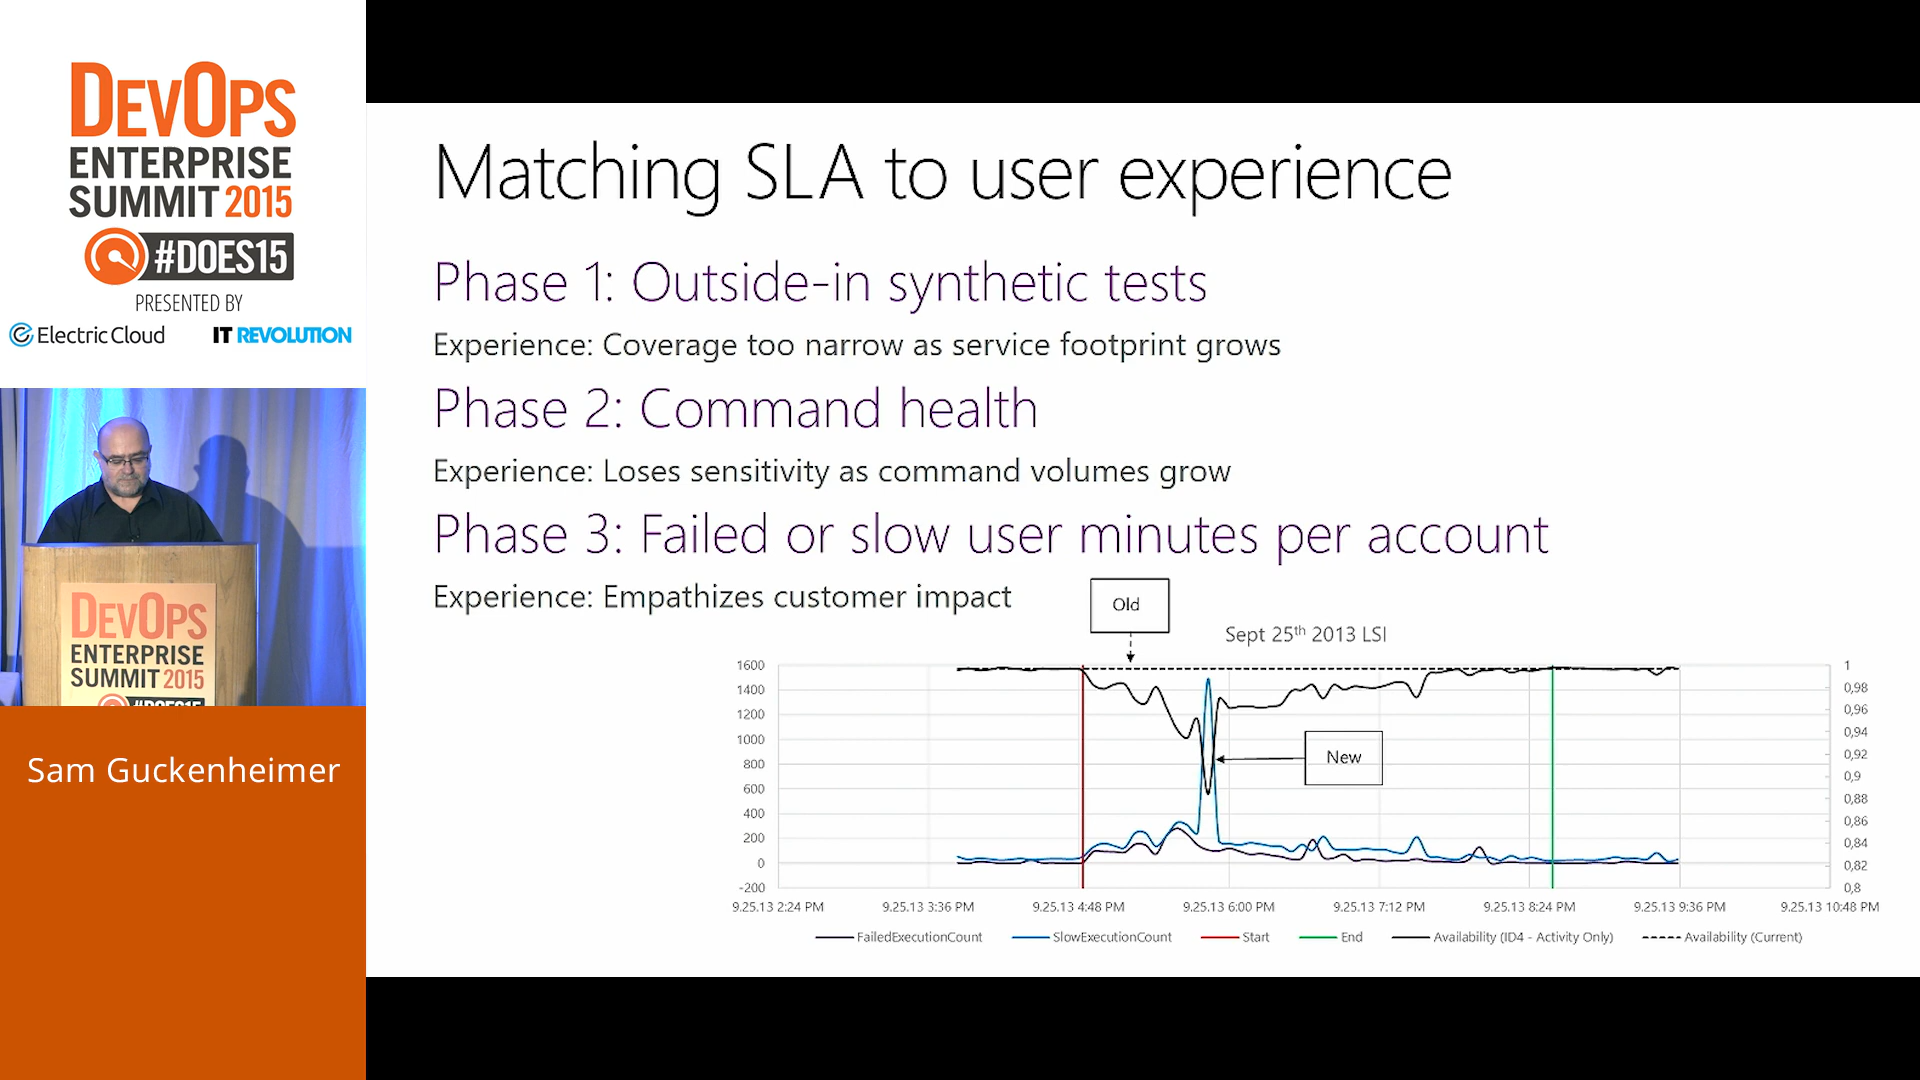 DEVOPS
ENTERPRISE
SUMMIT 2015
#DOES15
PRESENTED BY
Electric Cloud
IT REVOLUTION
DEVOPS
ENTERPRISE
SUMMIT 2015
#DOES15
Sam Guckenheimer
Matching SLA to user experience
Phase 1: Outside-in synthetic tests
Experience: Coverage too narrow as service footprint grows
Phase 2: Command health
Experience: Loses sensitivity as command volumes grow
Phase 3: Failed or slow user minutes per account
Experience: Empathizes customer impact
Old
Sept 25th 2013 LSI
New
1600
1400
1200
1000
800
600
400
200
0
-200
1
0,98
0,96
0,94
0,92
0,9
0,88
0,86
0,84
0,82
0,8
9.25.13 2:24 PM 9.25.13 3:36 PM 9.25.13 4:48 PM 9.25.13 6:00 PM 9.25.13 7:12 PM 9.25.13 8:24 PM 9.25.13 9:36 PM 9.25.13 10:48 PM
FailedExecutionCount SlowExecutionCount Start End Availability (ID4 - Activity Only) Availability (Current)